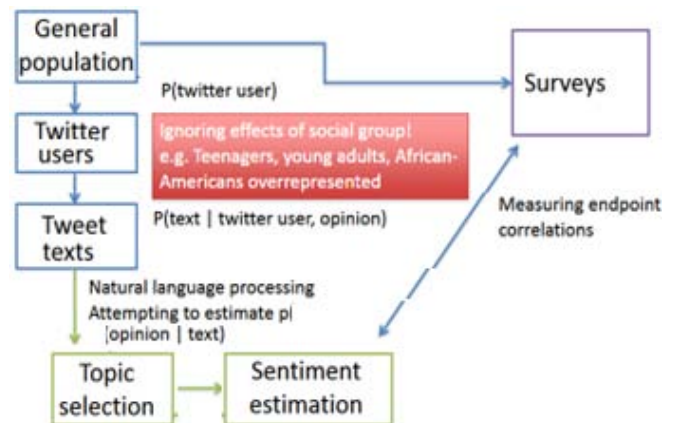 General
population
P(twitter user)
Surveys
Twitter
users
Ignoring effects of social group!
e.g. Teenagers, young adults, African-
Americans overrepresented
Tweet
texts
P(text | twitter user, opinion)
Measuring endpoint
correlations
Natural language processing
Attempting to estimate p(
(opinion | text)
Topic
selection
Sentiment
estimation